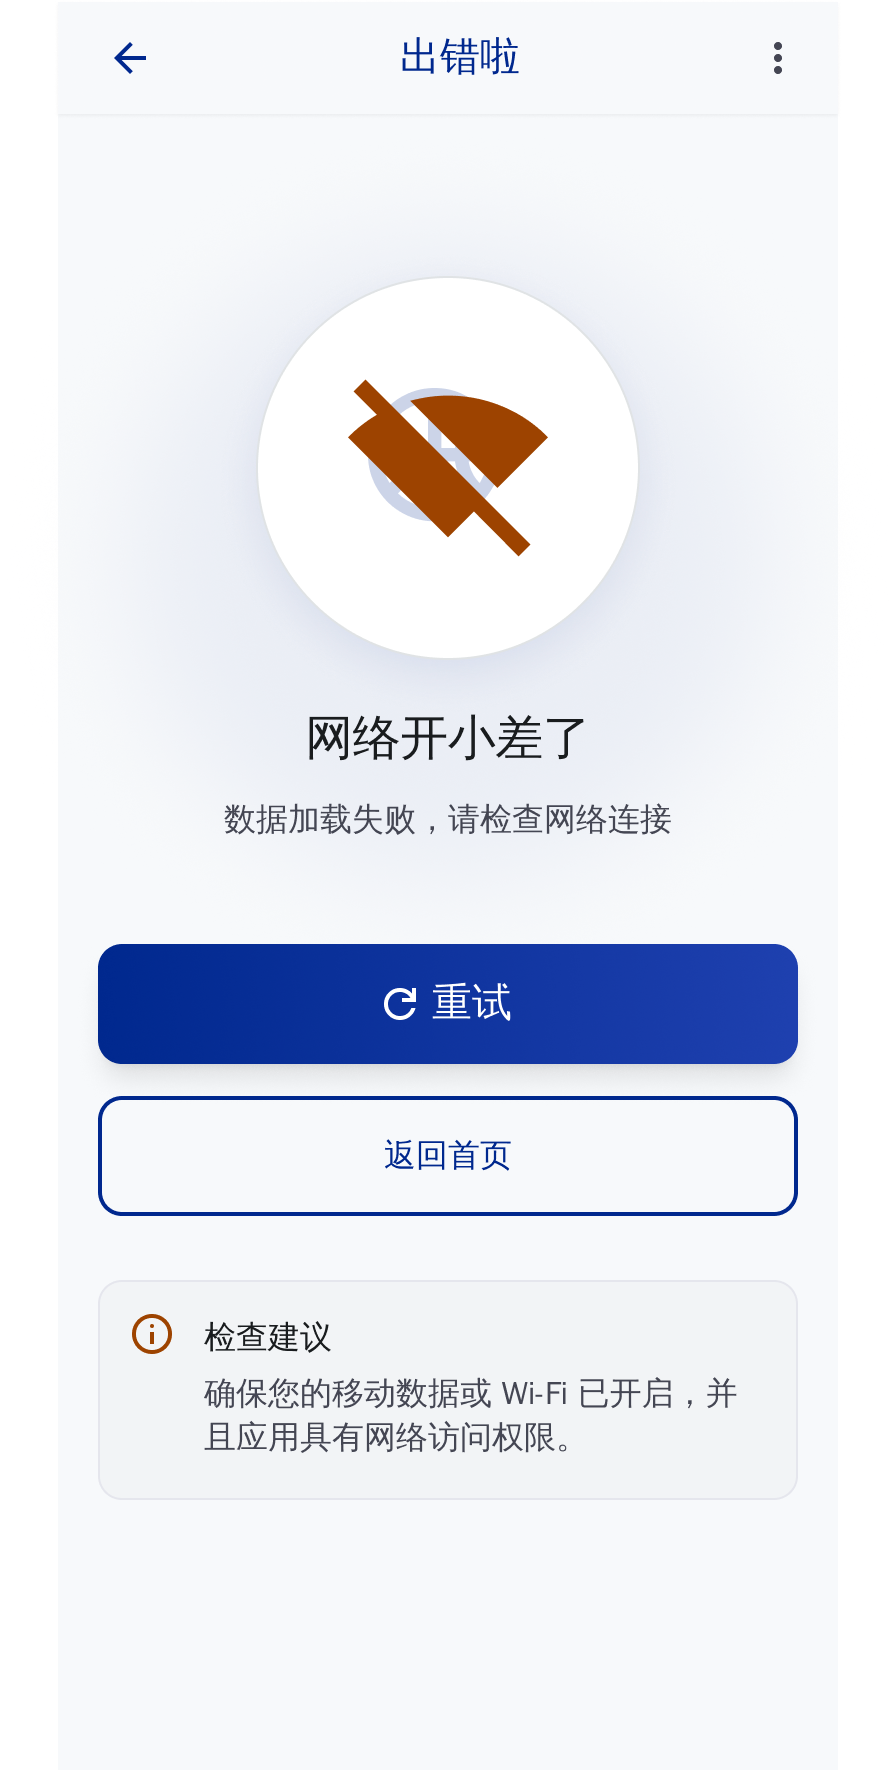 出错啦
网络开小差了
数据加载失败，请检查网络连接
重试
返回首页
检查建议
确保您的移动数据或 Wi-Fi 已开启，并
且应用具有网络访问权限。